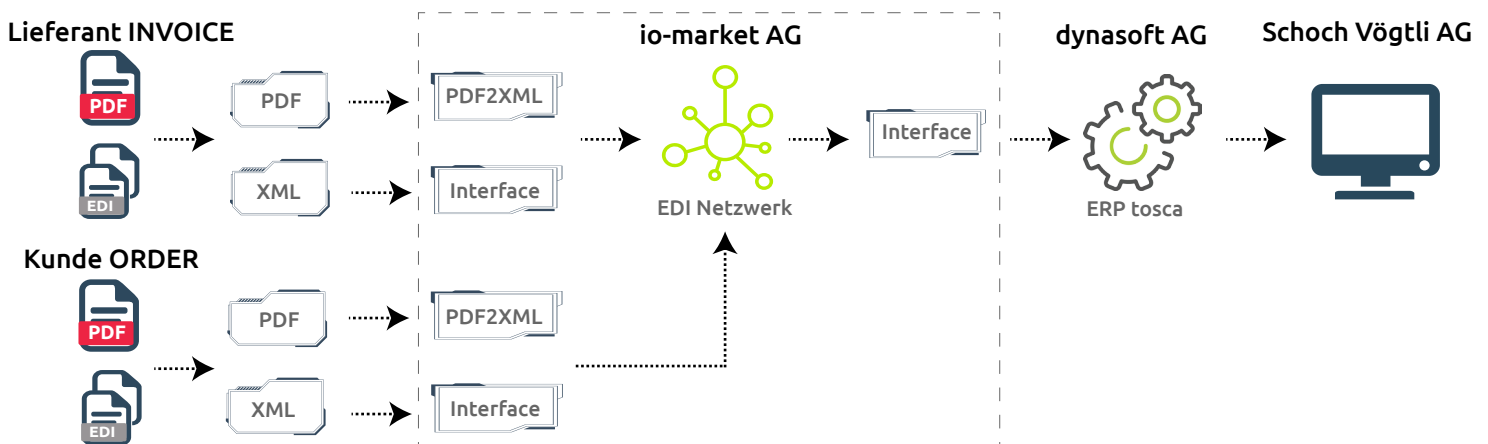 Lieferant INVOICE
io-market AG
dynasoft AG
Schoch Vögtli AG
PDF
PDF
PDF2XML
EDI
XML
Interface
EDI Netzwerk
Interface
ERP tosca
Kunde ORDER
PDF
PDF
PDF2XML
EDI
XML
Interface